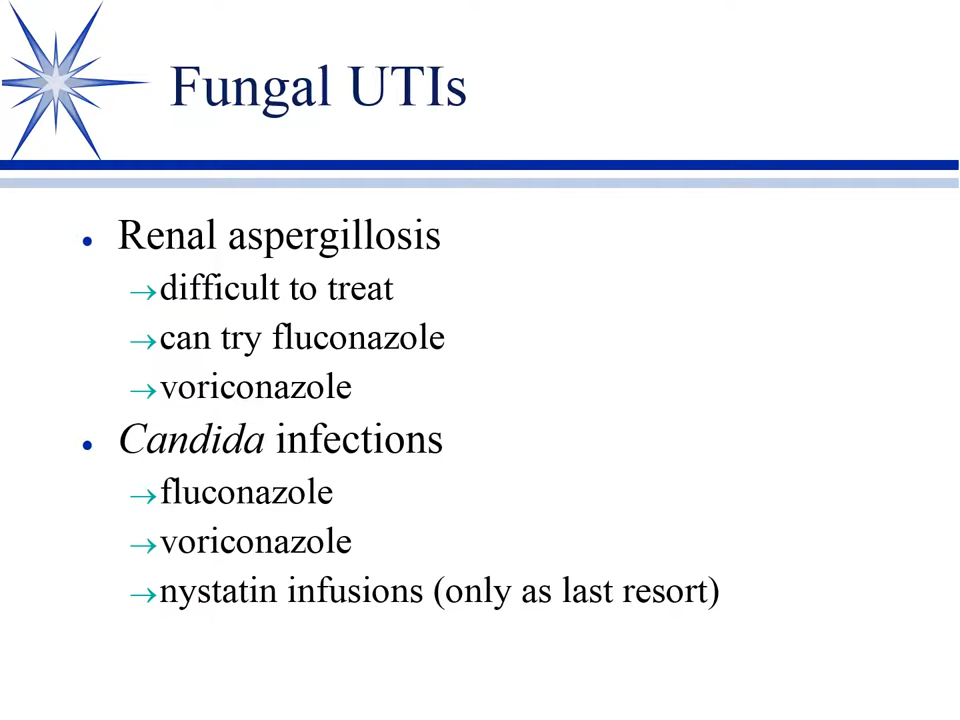 Fungal UTIs
• Renal aspergillosis
→difficult to treat
→can try fluconazole
→voriconazole
• Candida infections
→fluconazole
→voriconazole
→nystatin infusions (only as last resort)